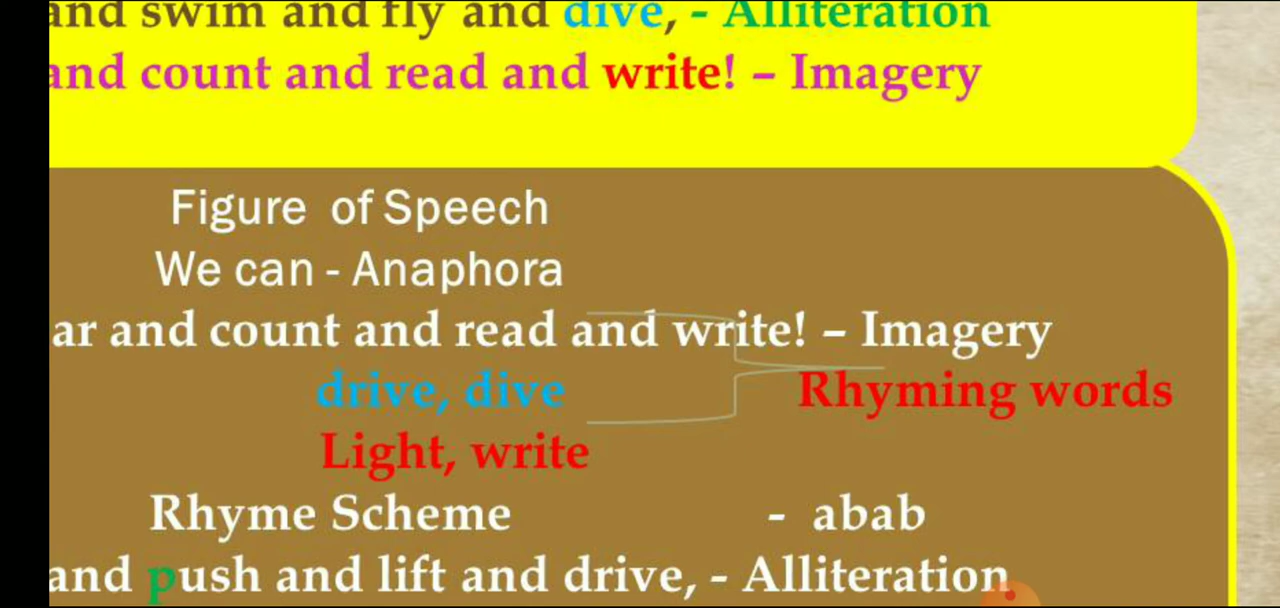 and swim and fly and dive, - Alliteration
and count and read and write! – Imagery
Figure of Speech
We can - Anaphora
ar and count and read and write! – Imagery
drive, dive
Rhyming words
Light, write
Rhyme Scheme - abab
and push and lift and drive, - Alliteration